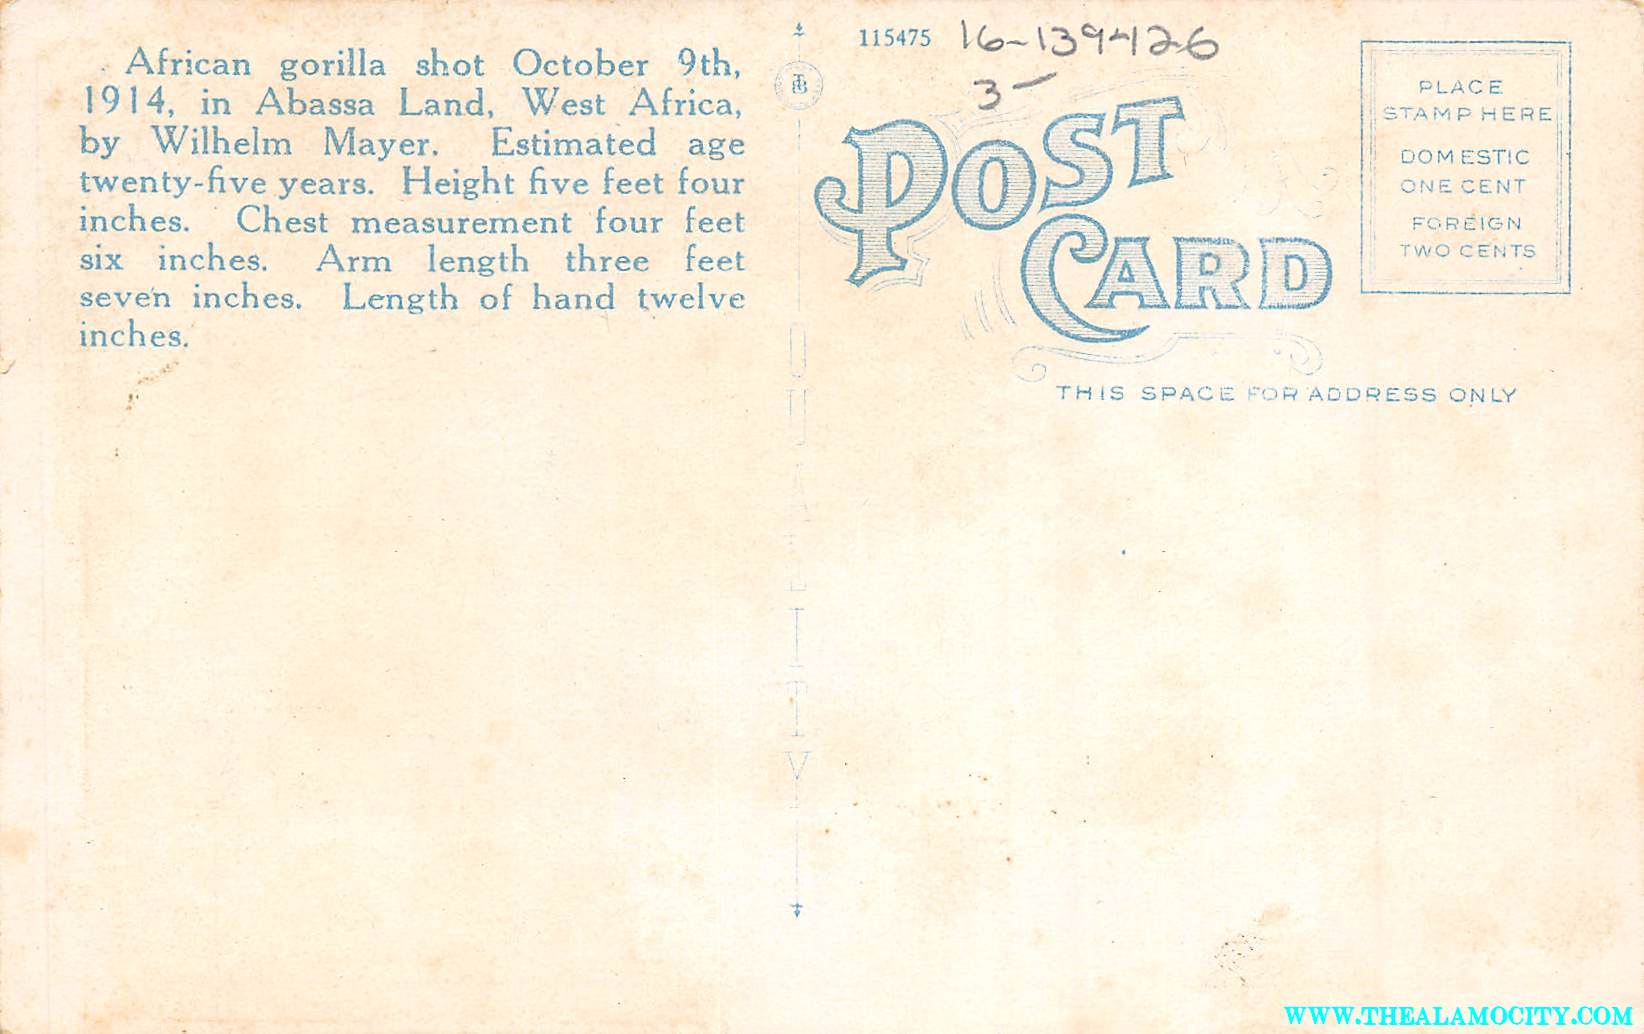 African gorilla shot October 9th,
1914, in Abassa Land, West Africa,
by Wilhelm Mayer. Estimated age
twenty-five years. Height five feet four
inches. Chest measurement four feet
six inches. Arm length three feet
seven inches. Length of hand twelve
inches.
115475
16-139426
3-
POST
CARD
PLACE
STAMP HERE
DOMESTIC
ONE CENT
FOREIGN
TWO CENTS
THIS SPACE FOR ADDRESS ONLY
WWW.THEALAMOCITY.COM